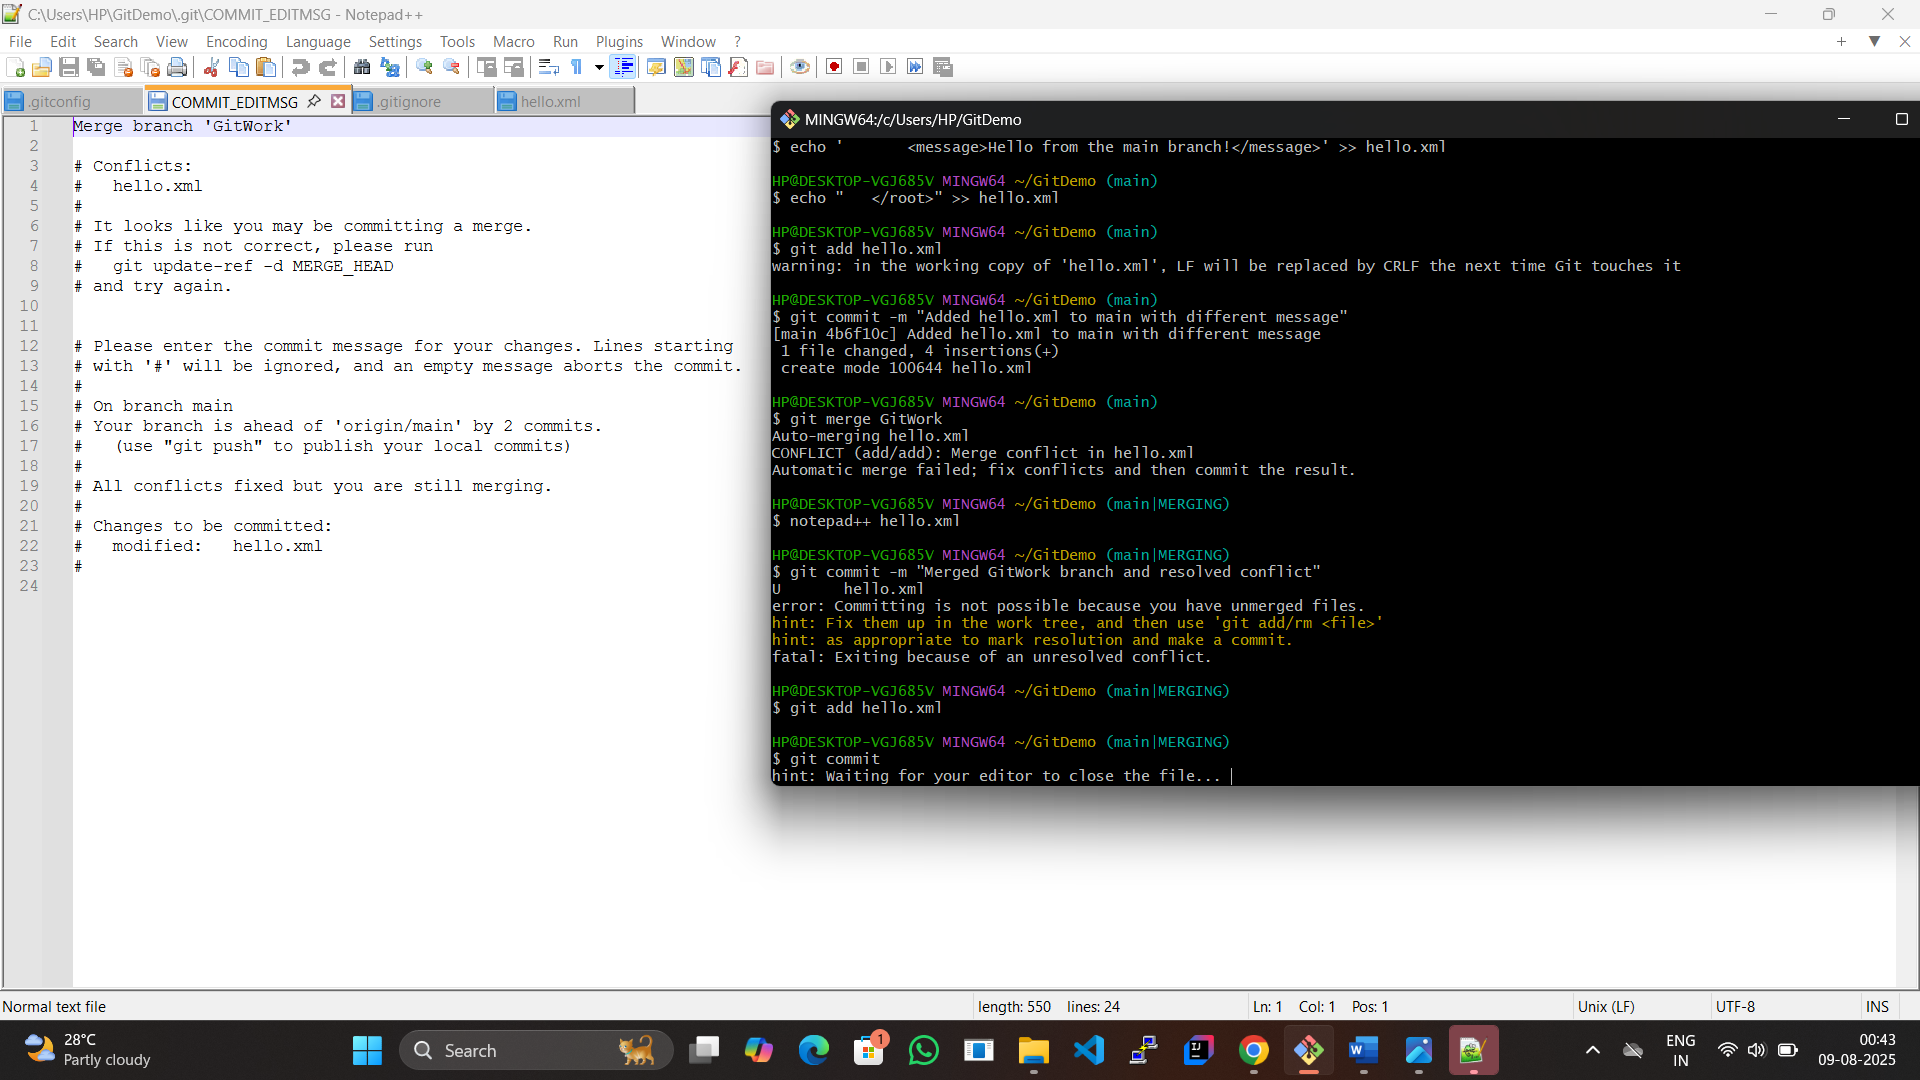 C:\Users\HP\GitDemo\.git\COMMIT_EDITMSG - Notepad++
File Edit Search View Encoding Language Settings Tools Macro Run Plugins Window ?
.gitconfig
COMMIT_EDITMSG
.gitignore
hello.xml
1 Merge branch 'GitWork'
2
3 # Conflicts:
4 #   hello.xml
5 #
6 # It looks like you may be committing a merge.
7 # If this is not correct, please run
8 #   git update-ref -d MERGE_HEAD
9 # and try again.
10
11
12 # Please enter the commit message for your changes. Lines starting
13 # with '#' will be ignored, and an empty message aborts the commit.
14 #
15 # On branch main
16 # Your branch is ahead of 'origin/main' by 2 commits.
17 #   (use "git push" to publish your local commits)
18 #
19 # All conflicts fixed but you are still merging.
20 #
21 # Changes to be committed:
22 #   modified:   hello.xml
23 #
24
MINGW64:/c/Users/HP/GitDemo
$ echo '       <message>Hello from the main branch!</message>' >> hello.xml
HP@DESKTOP-VGJ685V MINGW64 ~/GitDemo (main)
$ echo "   </root>" >> hello.xml
HP@DESKTOP-VGJ685V MINGW64 ~/GitDemo (main)
$ git add hello.xml
warning: in the working copy of 'hello.xml', LF will be replaced by CRLF the next time Git touches it
HP@DESKTOP-VGJ685V MINGW64 ~/GitDemo (main)
$ git commit -m "Added hello.xml to main with different message"
[main 4b6f10c] Added hello.xml to main with different message
 1 file changed, 4 insertions(+)
 create mode 100644 hello.xml
HP@DESKTOP-VGJ685V MINGW64 ~/GitDemo (main)
$ git merge GitWork
Auto-merging hello.xml
CONFLICT (add/add): Merge conflict in hello.xml
Automatic merge failed; fix conflicts and then commit the result.
HP@DESKTOP-VGJ685V MINGW64 ~/GitDemo (main|MERGING)
$ notepad++ hello.xml
HP@DESKTOP-VGJ685V MINGW64 ~/GitDemo (main|MERGING)
$ git commit -m "Merged GitWork branch and resolved conflict"
U       hello.xml
error: Committing is not possible because you have unmerged files.
hint: Fix them up in the work tree, and then use 'git add/rm <file>'
hint: as appropriate to mark resolution and make a commit.
fatal: Exiting because of an unresolved conflict.
HP@DESKTOP-VGJ685V MINGW64 ~/GitDemo (main|MERGING)
$ git add hello.xml
HP@DESKTOP-VGJ685V MINGW64 ~/GitDemo (main|MERGING)
$ git commit
hint: Waiting for your editor to close the file...
Normal text file length: 550 lines: 24 Ln: 1 Col: 1 Pos: 1 Unix (LF) UTF-8 INS
28°C
Partly cloudy
Search
1
ENG
IN
00:43
09-08-2025